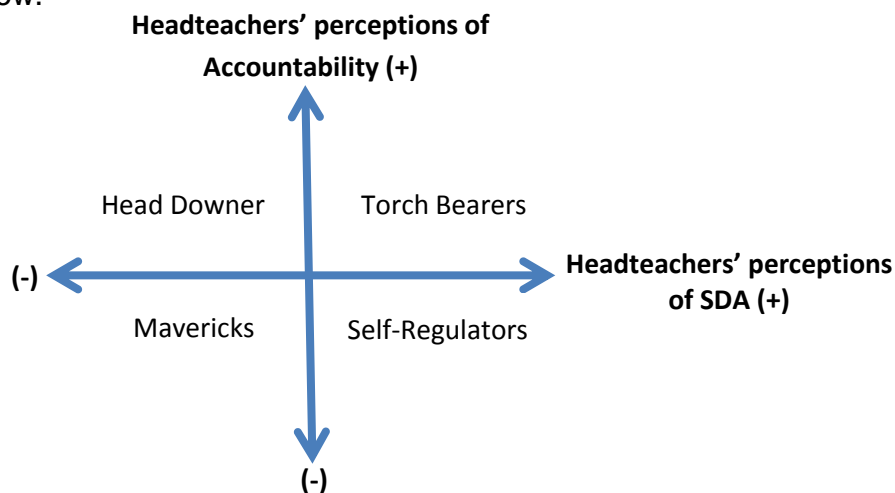 Headteachers’ perceptions of
Accountability (+)
Head Downer
Torch Bearers
(-)
Headteachers’ perceptions
of SDA (+)
Mavericks
Self-Regulators
(-)